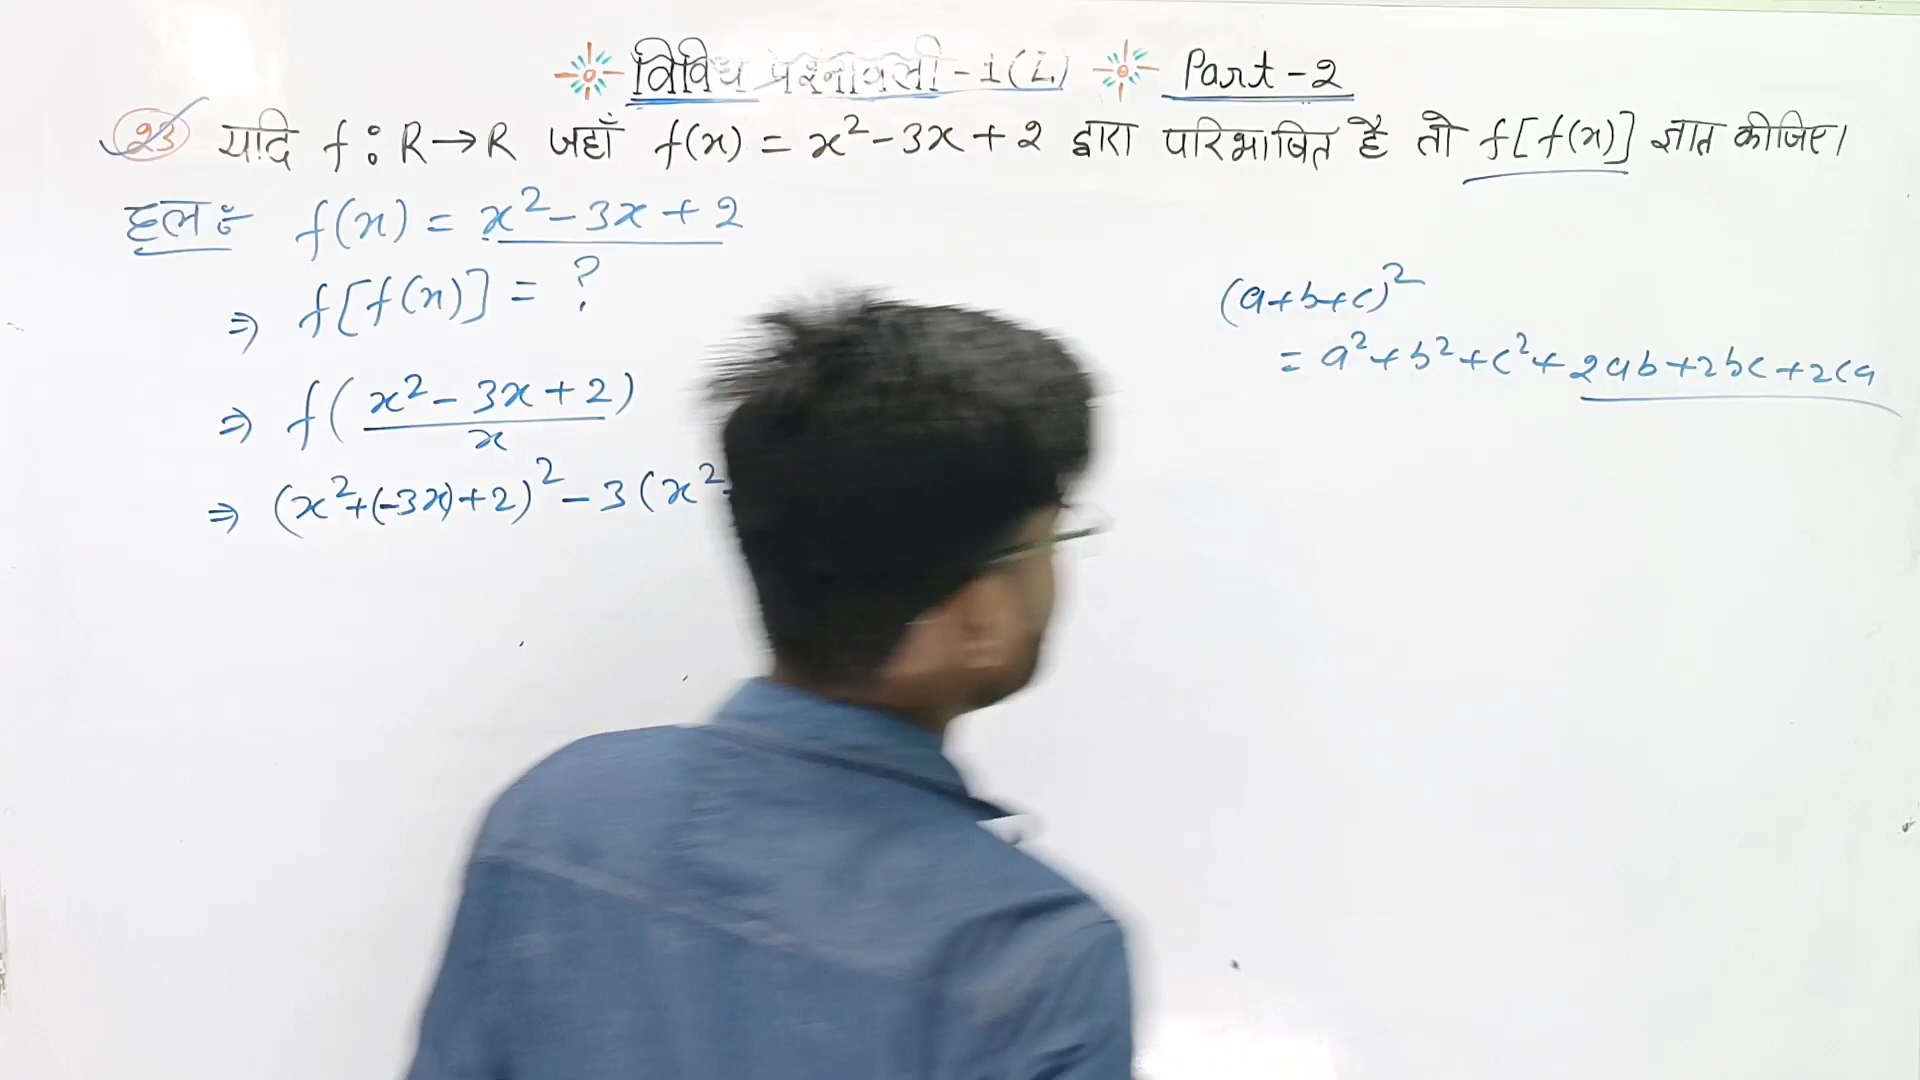 विविध प्रश्नावली - 1 (i.) Part - 2
23 यदि f : R → R जहाँ f(x) = x² - 3x + 2 द्वारा परिभाषित है तो f[f(x)] ज्ञात कीजिए।
हल ÷ f(x) = x² - 3x + 2
⇒ f[f(x)] = ?
⇒ f(x² - 3x + 2)
x
⇒ (x² + (-3x) + 2)² - 3(x²
(a+b+c)²
= a² + b² + c² + 2ab + 2bc + 2ca